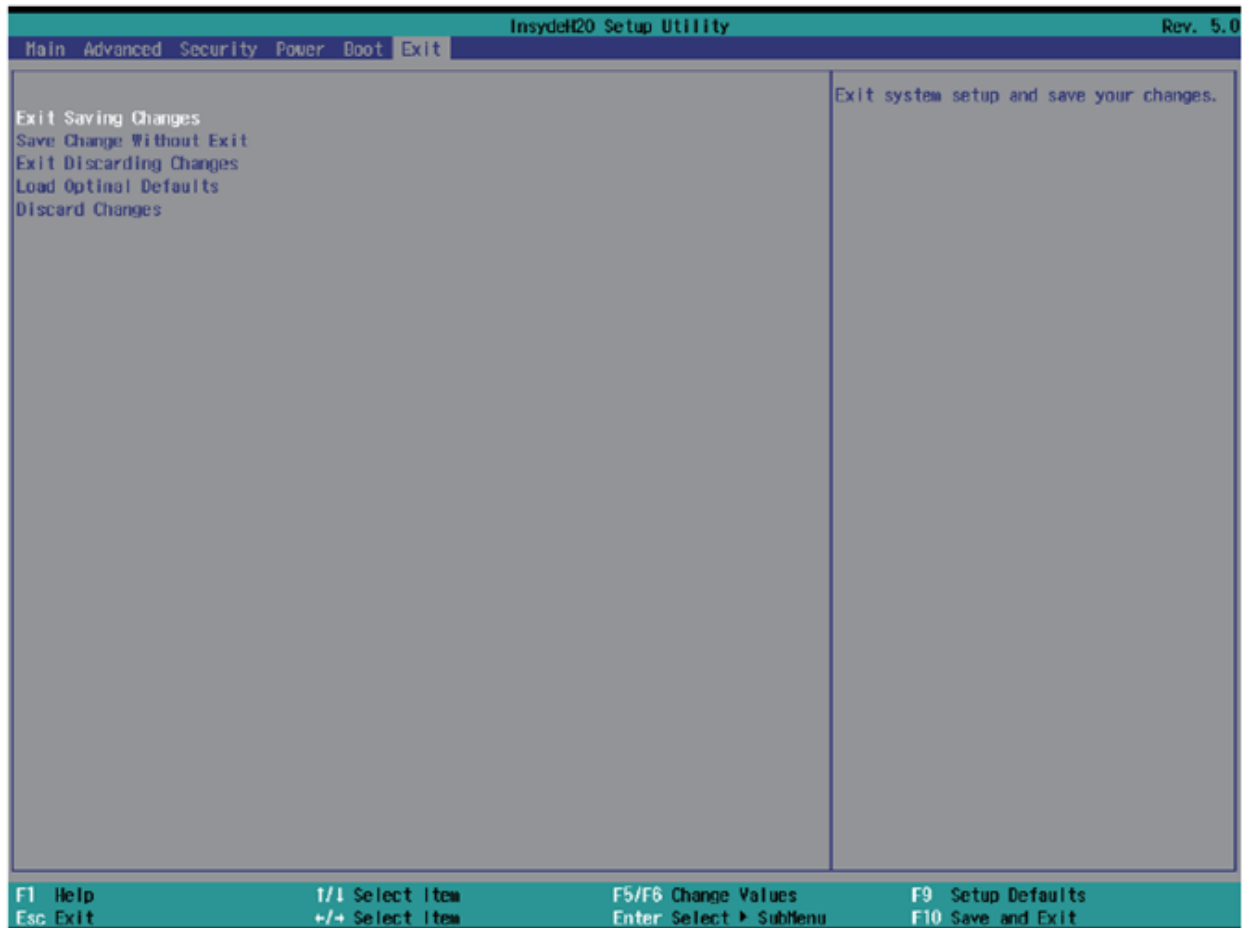 InsydeH2O Setup Utility Rev. 5.0
Main Advanced Security Power Boot Exit
Exit system setup and save your changes.
Exit Saving Changes
Save Change Without Exit
Exit Discarding Changes
Load Optinal Defaults
Discard Changes
F1 Help ↑/↓ Select Item F5/F6 Change Values F9 Setup Defaults
Esc Exit ←/→ Select Item Enter Select ▶ SubMenu F10 Save and Exit